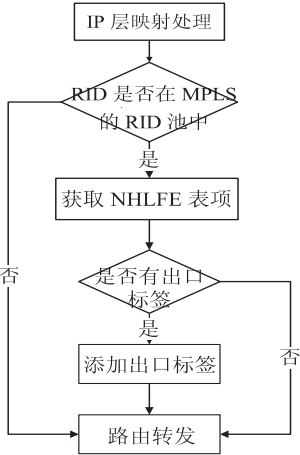 IP 层映射处理
RID 是否在 MPLS
的 RID 池中
是
获取 NHLFE 表项
是否有出口
标签
否
是
否
添加出口标签
路由转发